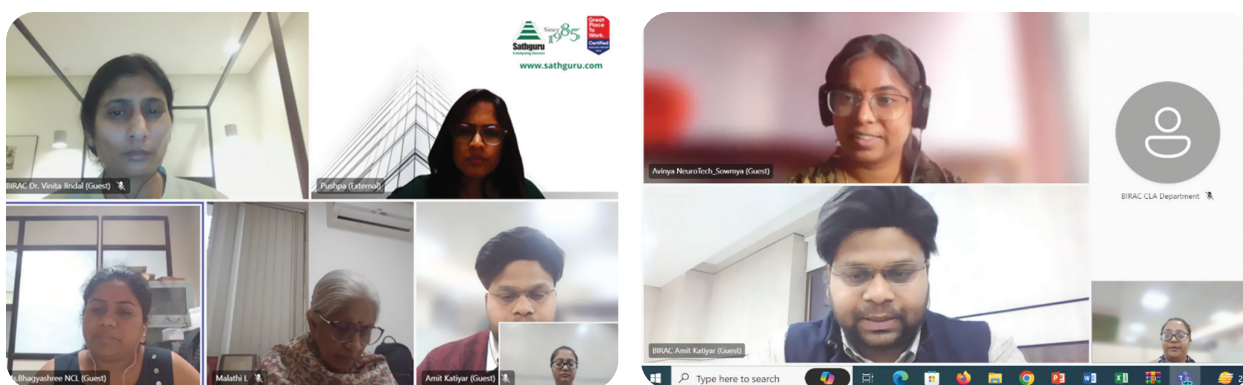 Sathguru
Since 1985
Great
Place
To
Work
Certified
www.sathguru.com
BIRAC Dr. Vinita Jindal (Guest)
Pushpa (External)
s.Bhagyashree NCL (Guest)
Malathi L
Amit Katiyar (Guest)
Avinya NeuroTech_Sowmya (Guest)
BIRAC CLA Department
BIRAC Amit Katiyar (Guest)
Type here to search